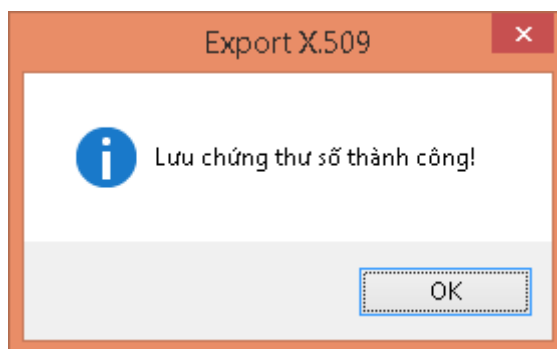 Export X.509
Lưu chứng thư số thành công!
OK